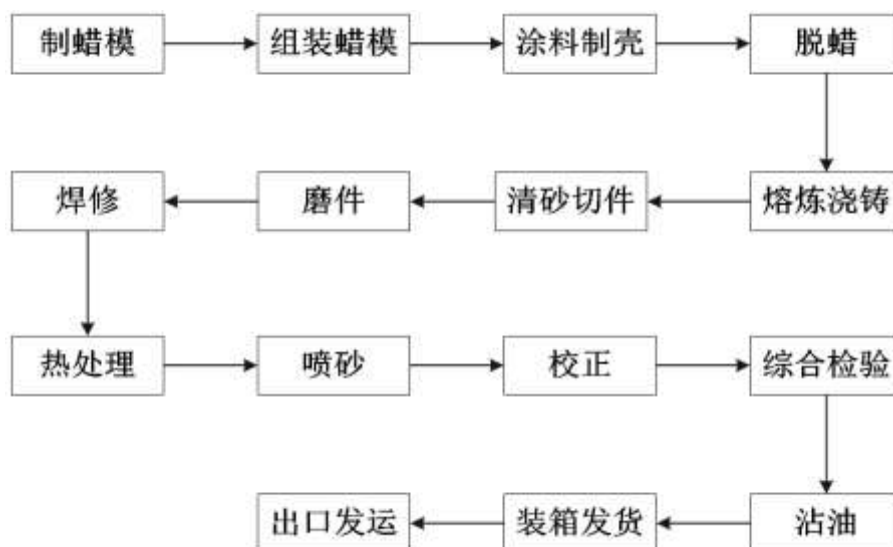 制蜡模
组装蜡模
涂料制壳
脱蜡
熔炼浇铸
清砂切件
磨件
焊修
热处理
喷砂
校正
综合检验
沾油
装箱发货
出口发运